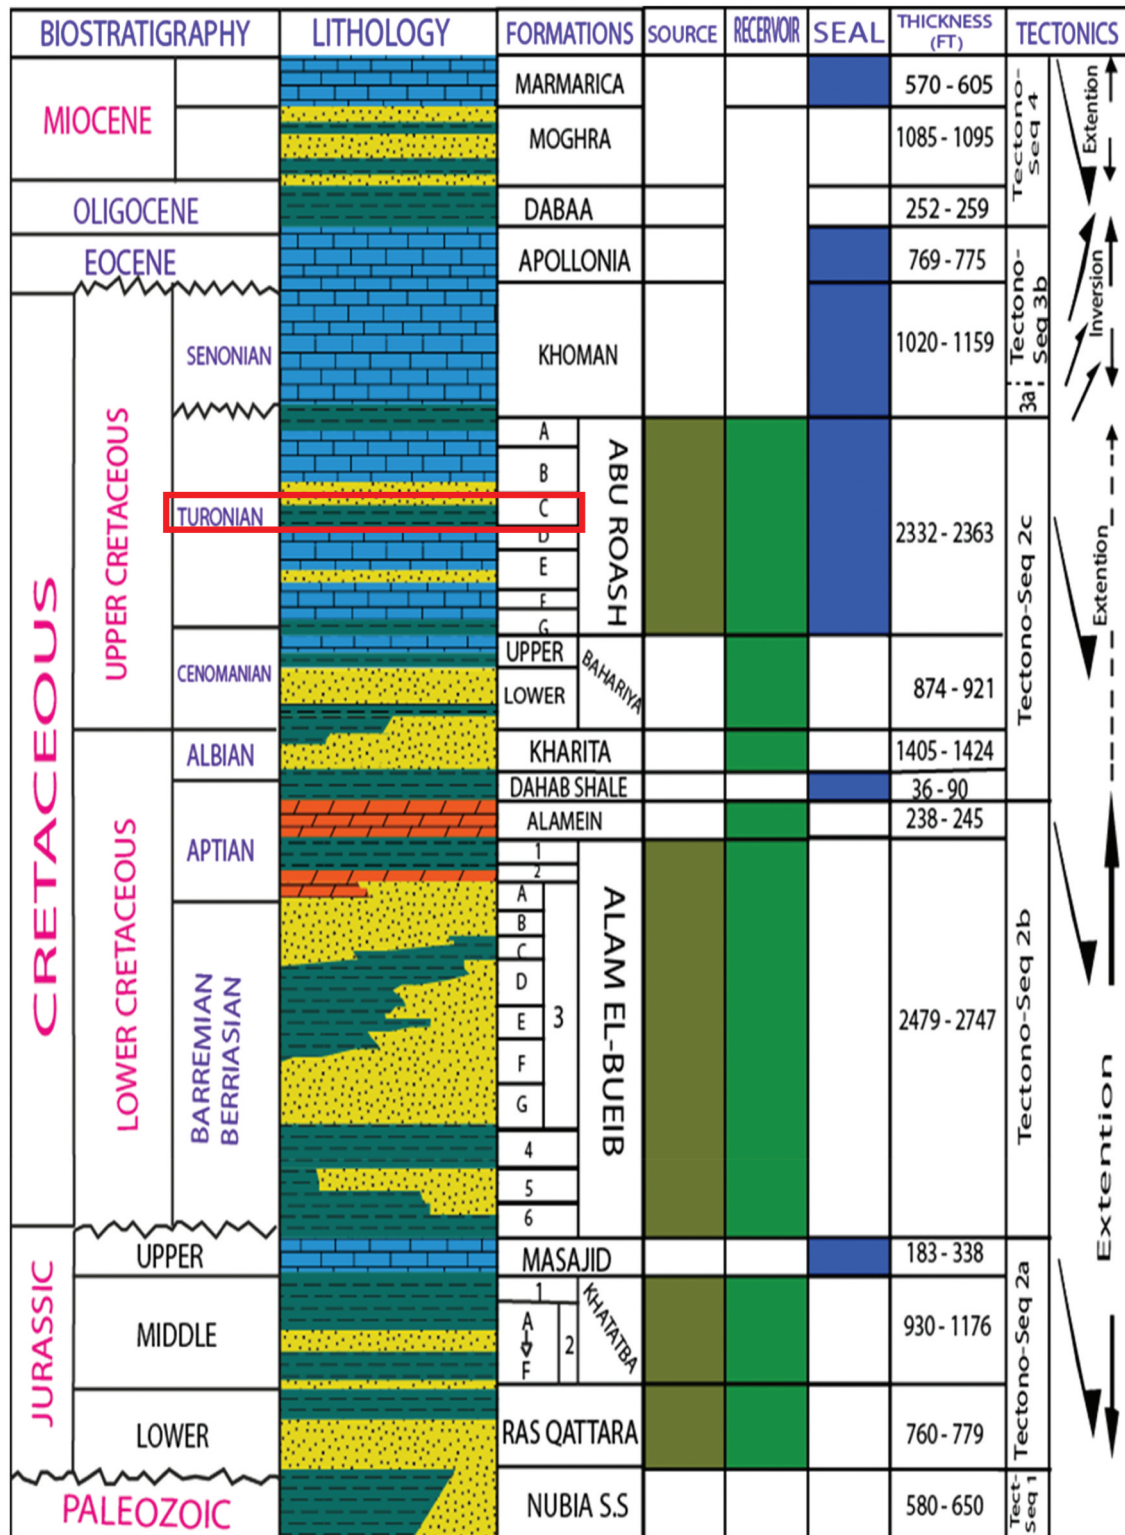 BIOSTRATIGRAPHY LITHOLOGY FORMATIONS SOURCE RECERVOIR SEAL THICKNESS (FT) TECTONICS
MIOCENE
MARMARICA 570 - 605
MOGHRA 1085 - 1095
Tectono-Seq 4
Extention
OLIGOCENE DABAA 252 - 259
EOCENE APOLLONIA 769 - 775
CRETACEOUS
UPPER CRETACEOUS
SENONIAN KHOMAN 1020 - 1159
Tectono-Seq 3b
3a
Inversion
TURONIAN
A
B
C
D
E
F
G
ABU ROASH
2332 - 2363
Tectono-Seq 2c
Extention
CENOMANIAN
UPPER
LOWER
BAHARIYA
874 - 921
LOWER CRETACEOUS
ALBIAN KHARITA 1405 - 1424
DAHAB SHALE 36 - 90
APTIAN ALAMEIN 238 - 245
1
2
A
B
C
D
E
F
G
3
4
5
6
ALAM EL-BUEIB
2479 - 2747
Tectono-Seq 2b
BARREMIAN
BERRIASIAN
Extention
JURASSIC
UPPER MASAJID 183 - 338
MIDDLE
1
A
F
2
KHATATBA
930 - 1176
Tectono-Seq 2a
LOWER RAS QATTARA 760 - 779
PALEOZOIC NUBIA S.S 580 - 650
Tect-
Seq 1